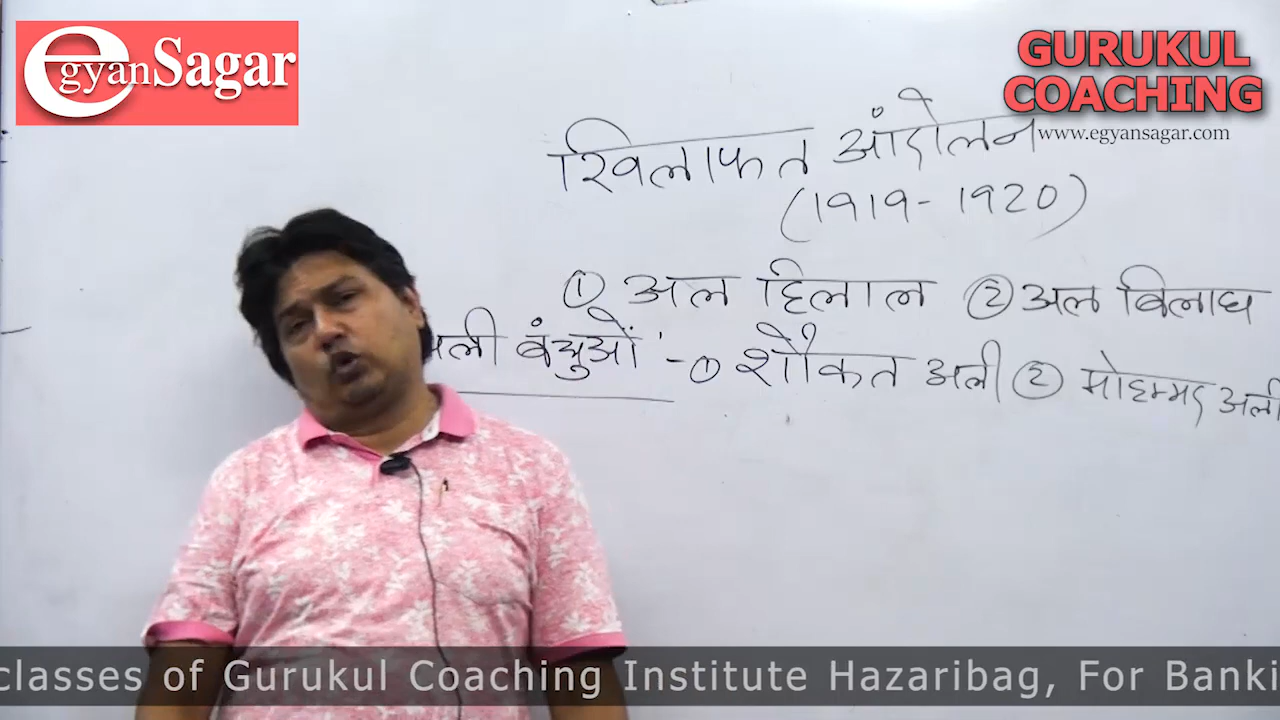 egyanSagar
GURUKUL
COACHING
www.egyansagar.com
खिलाफत आंदोलन
(1919-1920)
① अल हिलाल ② अल बिलाघ
अली बंधुओं '- ① शौकत अली ② मोहम्मद अली
classes of Gurukul Coaching Institute Hazaribag, For Banki